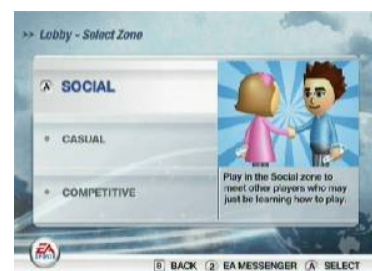 >> Lobby - Select Zone
A SOCIAL
CASUAL
COMPETITIVE
Play in the Social zone to
meet other players who may
just be learning how to play.
EA
SPORTS
B BACK 2 EA MESSENGER A SELECT